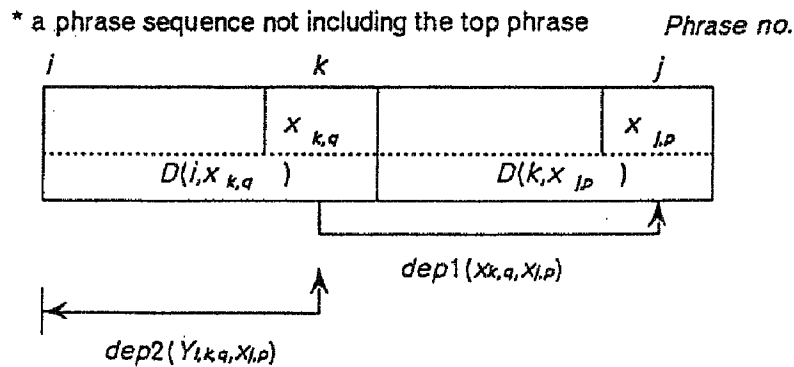 * a phrase sequence not including the top phrase Phrase no.
i k j
x k,q x j,p
D(i,x k,q ) D(k,x j,p )
dep1(xk,q,xj,p)
dep2(Yi,k,q,xj,p)